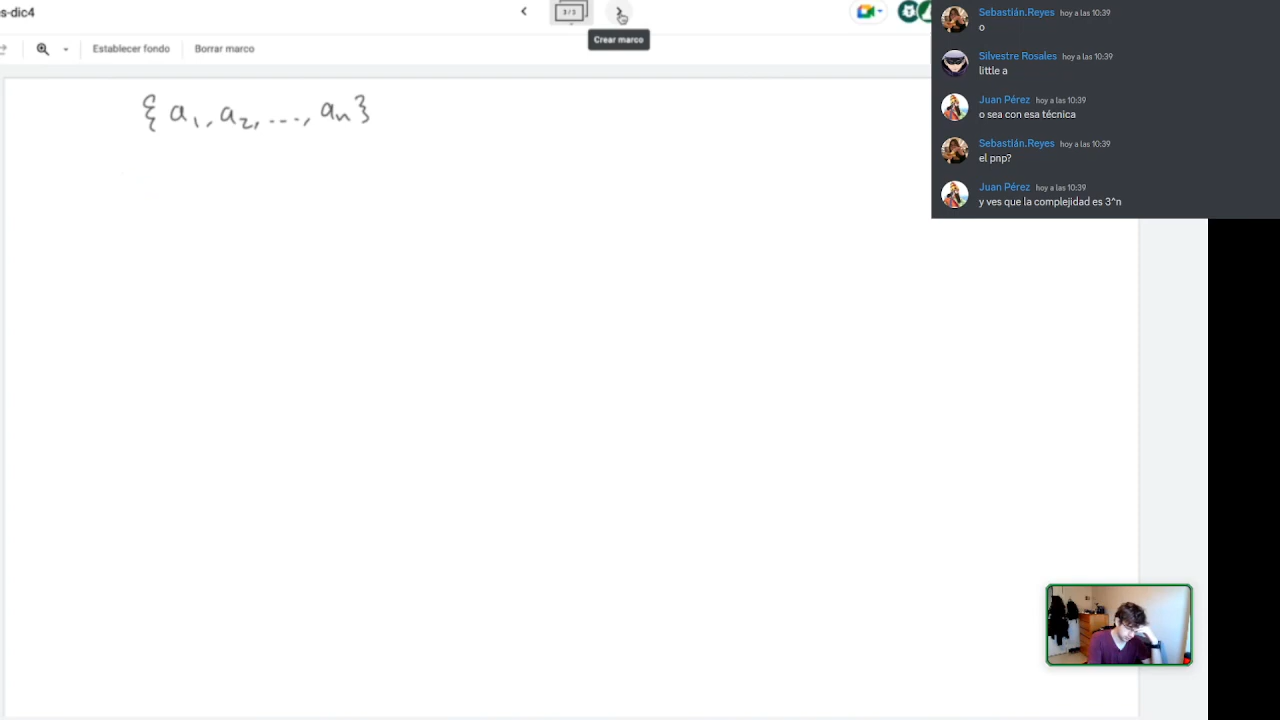 s-dic4
3 / 3
Crear marco
Establecer fondo
Borrar marco
{ a₁, a₂, ..., aₙ }
Sebastián.Reyes hoy a las 10:39
o
Silvestre Rosales hoy a las 10:39
little a
Juan Pérez hoy a las 10:39
o sea con esa técnica
Sebastián.Reyes hoy a las 10:39
el pnp?
Juan Pérez hoy a las 10:39
y ves que la complejidad es 3^n